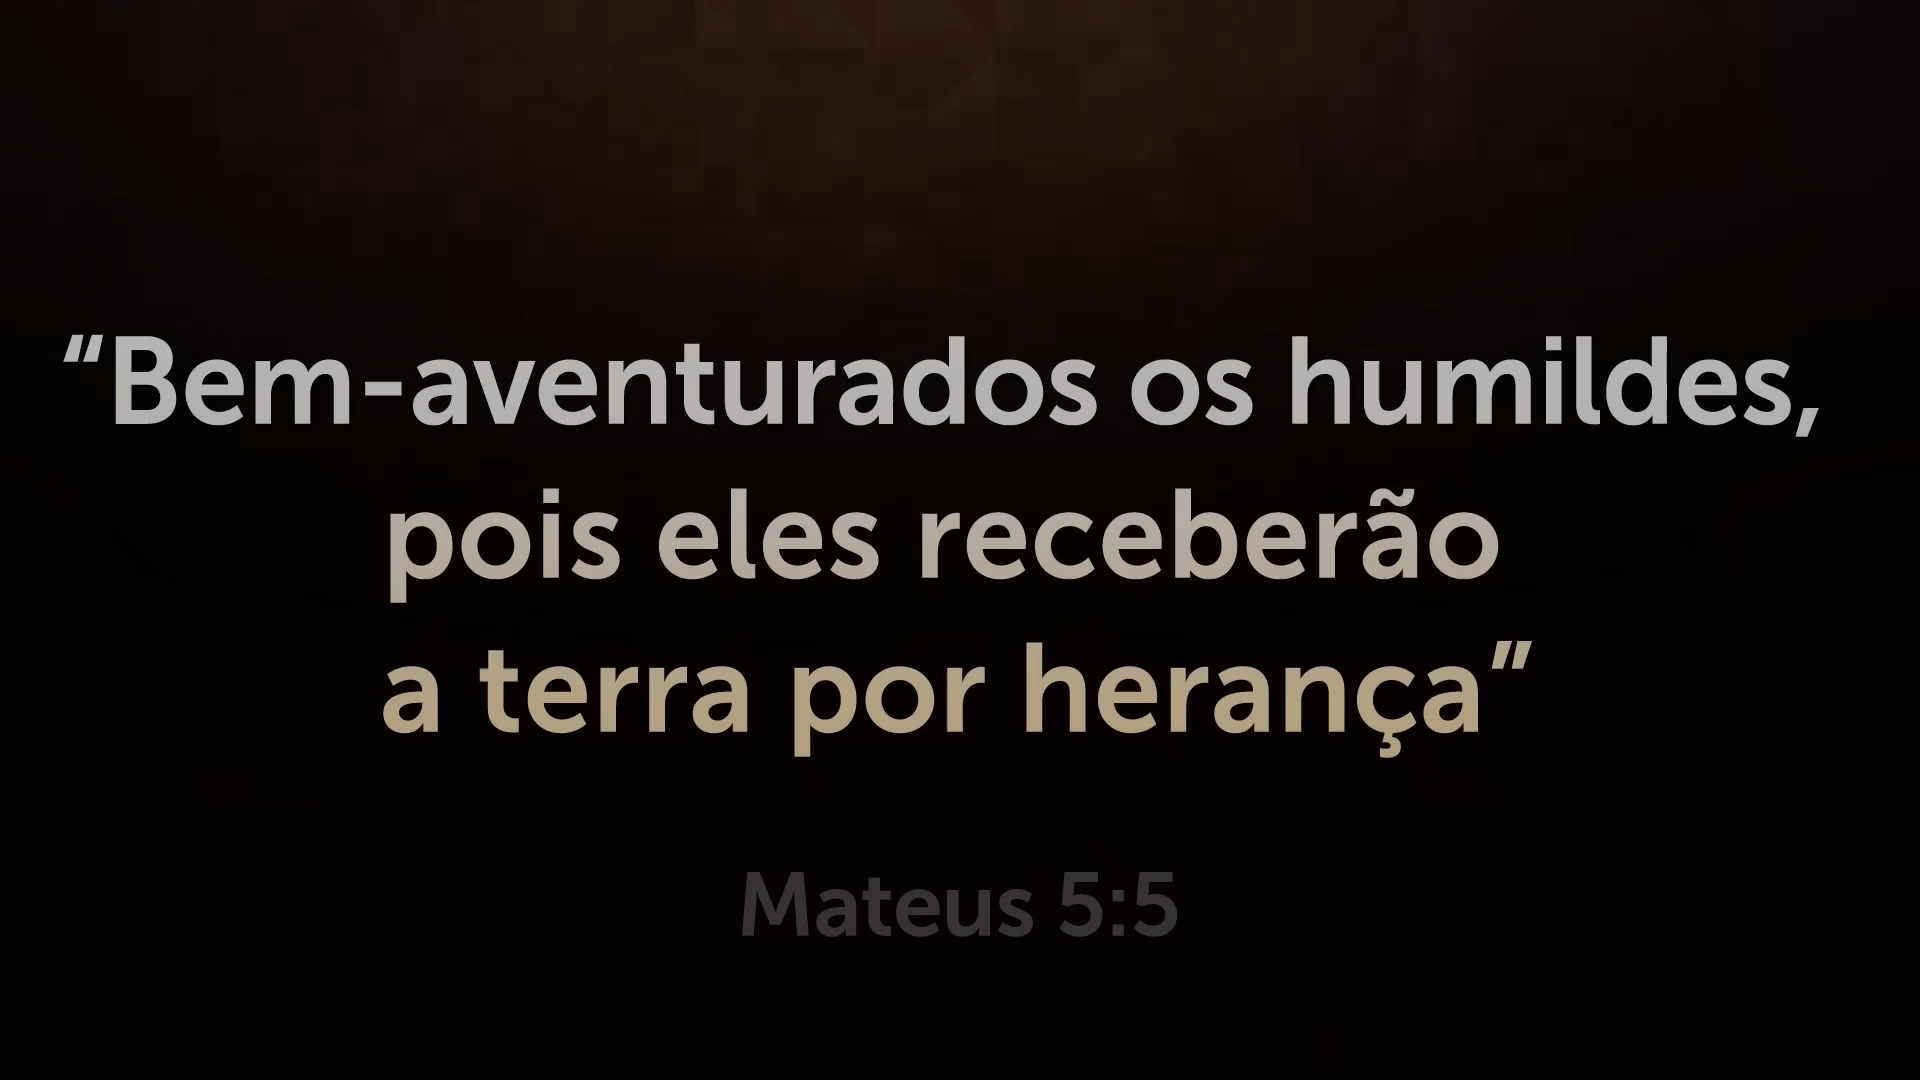 “Bem-aventurados os humildes,
pois eles receberão
a terra por herança”
Mateus 5:5